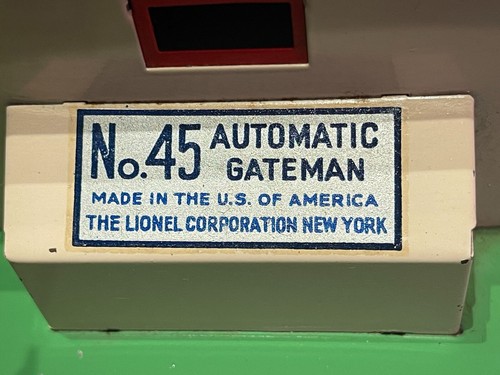 No.45 AUTOMATIC
GATEMAN
MADE IN THE U.S. OF AMERICA
THE LIONEL CORPORATION NEW YORK